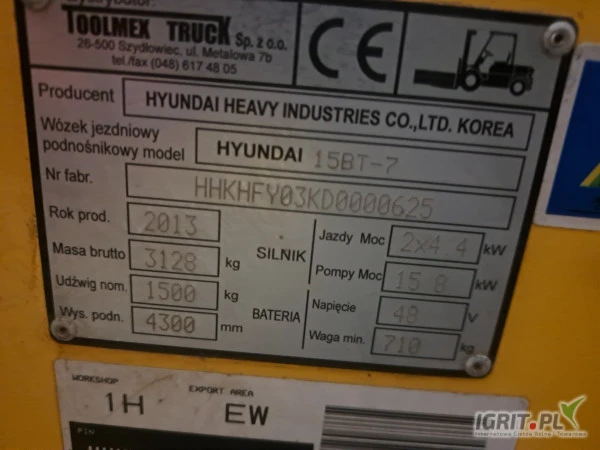 TOOLMEX TRUCK Sp. z o.o.
26-500 Szydłowiec, ul. Metalowa 7b
tel./fax (048) 617 48 05
CE
Producent HYUNDAI HEAVY INDUSTRIES CO.,LTD. KOREA
Wózek jezdniowy
podnośnikowy model HYUNDAI 15BT-7
Nr fabr. HHKHFY03KD0000625
Rok prod. 2013
Masa brutto 3128 kg
Udźwig nom. 1500 kg
Wys. podn. 4300 mm
SILNIK
Jazdy Moc 2x4 4 kW
Pompy Moc 15 8 kW
BATERIA
Napięcie 48 V
Waga min. 710 kg
WORKSHOP EXPORT AREA
1H EW
PIN
IGRIT.PL